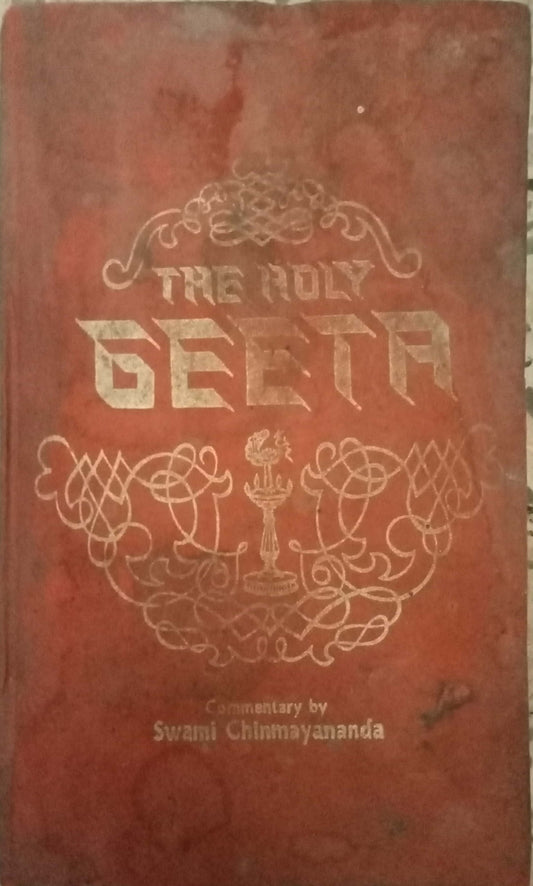 THE HOLY
GEETA
Commentary by
Swami Chinmayananda